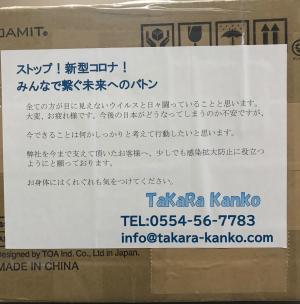 OAMIT®
ストップ！新型コロナ！
みんなで繋ぐ未来へのバトン
全ての方が目に見えないウイルスと日々闘っていることと思います。
大変、お疲れ様です。今後の日本がどうなってしまうのか不安ですが、
今できることは何かしっかりと考えて行動したいと思います。
弊社を今まで支えて頂いたお客様へ、少しでも感染拡大防止に役立つ
ようにと願っております。
お身体にはくれぐれも気をつけてください。
TaKaRa Kanko
TEL:0554-56-7783
info@takara-kanko.com
Designed by TOA Ind. Co., Ltd in Japan.
MADE IN CHINA